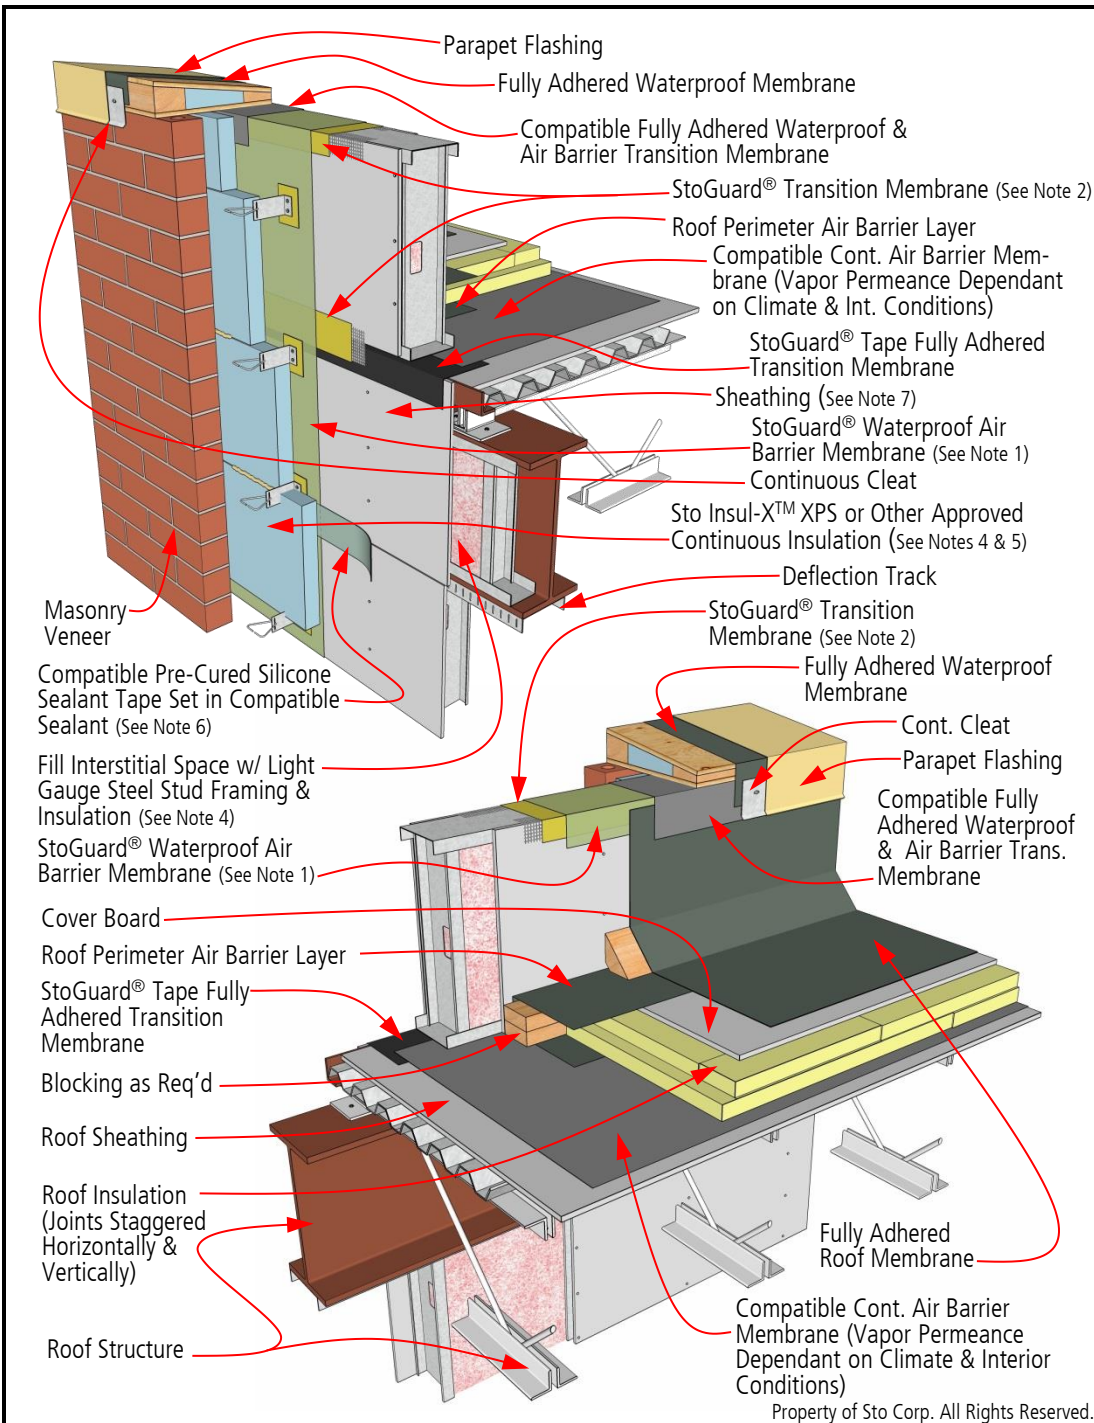 Parapet Flashing
Fully Adhered Waterproof Membrane
Compatible Fully Adhered Waterproof &
Air Barrier Transition Membrane
StoGuard® Transition Membrane (See Note 2)
Roof Perimeter Air Barrier Layer
Compatible Cont. Air Barrier Mem-
brane (Vapor Permeance Dependant
on Climate & Int. Conditions)
StoGuard® Tape Fully Adhered
Transition Membrane
Sheathing (See Note 7)
StoGuard® Waterproof Air
Barrier Membrane (See Note 1)
Continuous Cleat
Sto Insul-X™ XPS or Other Approved
Continuous Insulation (See Notes 4 & 5)
Deflection Track
Masonry
Veneer
StoGuard® Transition
Membrane (See Note 2)
Compatible Pre-Cured Silicone
Sealant Tape Set in Compatible
Sealant (See Note 6)
Fully Adhered Waterproof
Membrane
Cont. Cleat
Parapet Flashing
Fill Interstitial Space w/ Light
Gauge Steel Stud Framing &
Insulation (See Note 4)
Compatible Fully
Adhered Waterproof
& Air Barrier Trans.
Membrane
StoGuard® Waterproof Air
Barrier Membrane (See Note 1)
Cover Board
Roof Perimeter Air Barrier Layer
StoGuard® Tape Fully
Adhered Transition
Membrane
Blocking as Req'd
Roof Sheathing
Roof Insulation
(Joints Staggered
Horizontally &
Vertically)
Fully Adhered
Roof Membrane
Roof Structure
Compatible Cont. Air Barrier
Membrane (Vapor Permeance
Dependant on Climate & Interior
Conditions)
Property of Sto Corp. All Rights Reserved.